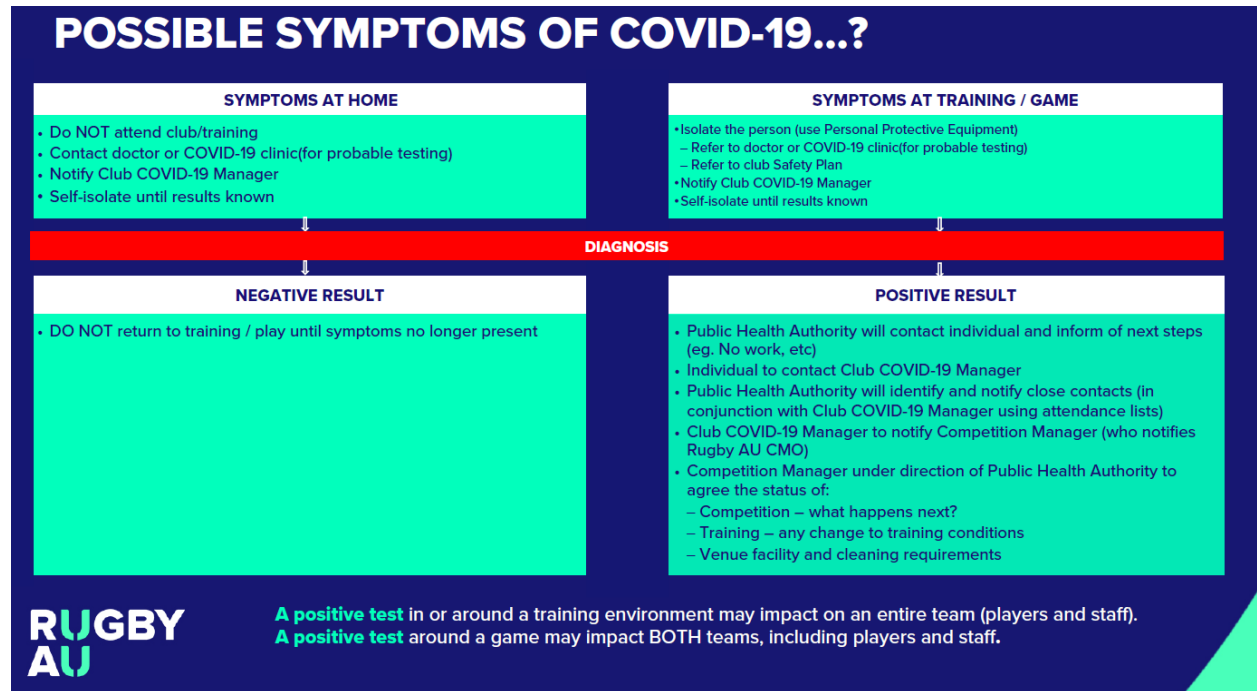 POSSIBLE SYMPTOMS OF COVID-19...?
SYMPTOMS AT HOME
• Do NOT attend club/training
• Contact doctor or COVID-19 clinic(for probable testing)
• Notify Club COVID-19 Manager
• Self-isolate until results known
SYMPTOMS AT TRAINING / GAME
•Isolate the person (use Personal Protective Equipment)
– Refer to doctor or COVID-19 clinic(for probable testing)
– Refer to club Safety Plan
•Notify Club COVID-19 Manager
•Self-isolate until results known
DIAGNOSIS
NEGATIVE RESULT
• DO NOT return to training / play until symptoms no longer present
POSITIVE RESULT
• Public Health Authority will contact individual and inform of next steps
(eg. No work, etc)
• Individual to contact Club COVID-19 Manager
• Public Health Authority will identify and notify close contacts (in
conjunction with Club COVID-19 Manager using attendance lists)
• Club COVID-19 Manager to notify Competition Manager (who notifies
Rugby AU CMO)
• Competition Manager under direction of Public Health Authority to
agree the status of:
– Competition – what happens next?
– Training – any change to training conditions
– Venue facility and cleaning requirements
RUGBY
AU
A positive test in or around a training environment may impact on an entire team (players and staff).
A positive test around a game may impact BOTH teams, including players and staff.